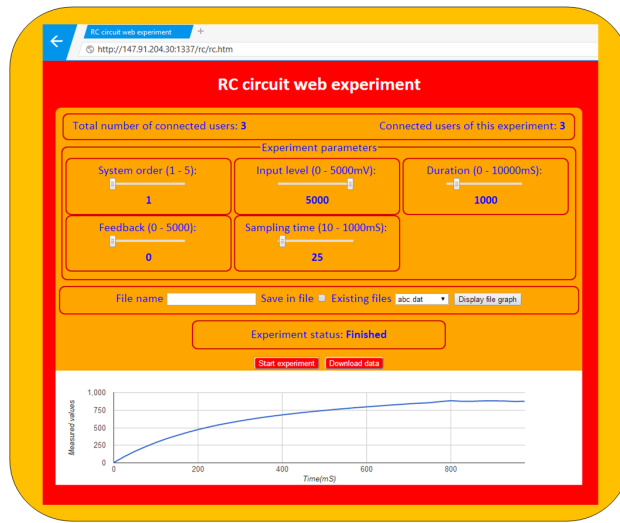 RC circuit web experiment
http://147.91.204.30:1337/rc/rc.htm
RC circuit web experiment
Total number of connected users: 3 Connected users of this experiment: 3
Experiment parameters
System order (1 - 5): Input level (0 - 5000mV): Duration (0 - 10000mS):
1 5000 1000
Feedback (0 - 5000): Sampling time (10 - 1000mS):
0 25
File name Save in file Existing files abc.dat Display file graph
Experiment status: Finished
Start experiment Download data
Measured values
1,000
750
500
250
0
0 200 400 600 800
Time(mS)